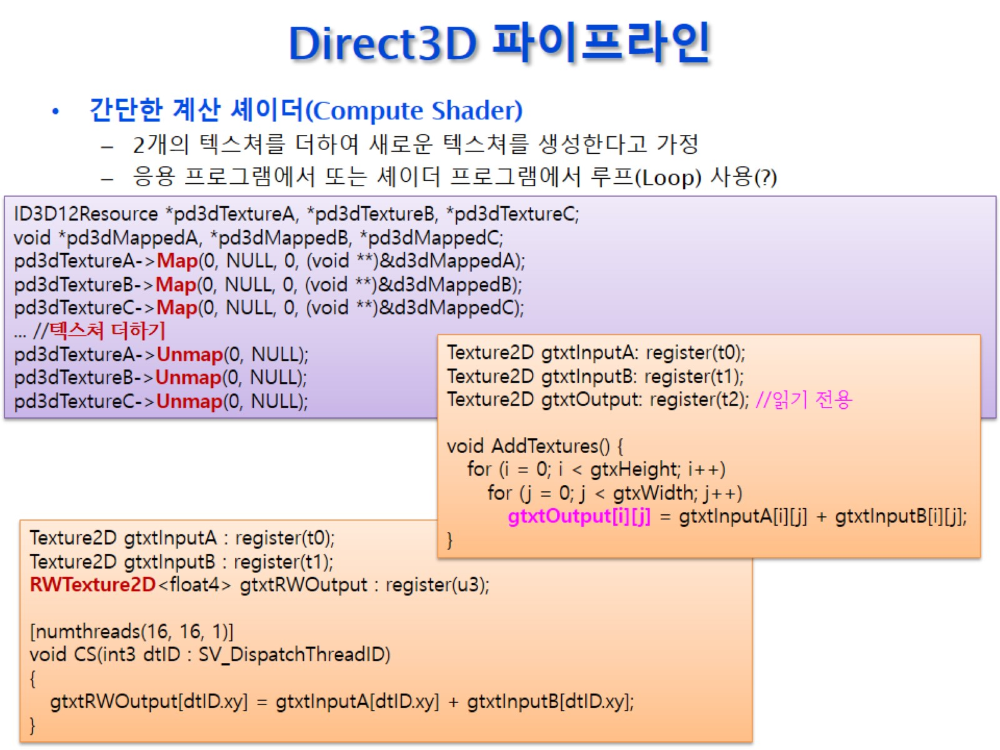 Direct3D 파이프라인
• 간단한 계산 셰이더(Compute Shader)
– 2개의 텍스쳐를 더하여 새로운 텍스쳐를 생성한다고 가정
– 응용 프로그램에서 또는 셰이더 프로그램에서 루프(Loop) 사용(?)
ID3D12Resource *pd3dTextureA, *pd3dTextureB, *pd3dTextureC;
void *pd3dMappedA, *pd3dMappedB, *pd3dMappedC;
pd3dTextureA->Map(0, NULL, 0, (void **)&d3dMappedA);
pd3dTextureB->Map(0, NULL, 0, (void **)&d3dMappedB);
pd3dTextureC->Map(0, NULL, 0, (void **)&d3dMappedC);
... //텍스쳐 더하기
pd3dTextureA->Unmap(0, NULL);
pd3dTextureB->Unmap(0, NULL);
pd3dTextureC->Unmap(0, NULL);
Texture2D gtxtInputA: register(t0);
Texture2D gtxtInputB: register(t1);
Texture2D gtxtOutput: register(t2); //읽기 전용
void AddTextures() {
for (i = 0; i < gtxHeight; i++)
for (j = 0; j < gtxWidth; j++)
gtxtOutput[i][j] = gtxtInputA[i][j] + gtxtInputB[i][j];
}
Texture2D gtxtInputA : register(t0);
Texture2D gtxtInputB : register(t1);
RWTexture2D<float4> gtxtRWOutput : register(u3);
[numthreads(16, 16, 1)]
void CS(int3 dtID : SV_DispatchThreadID)
{
gtxtRWOutput[dtID.xy] = gtxtInputA[dtID.xy] + gtxtInputB[dtID.xy];
}